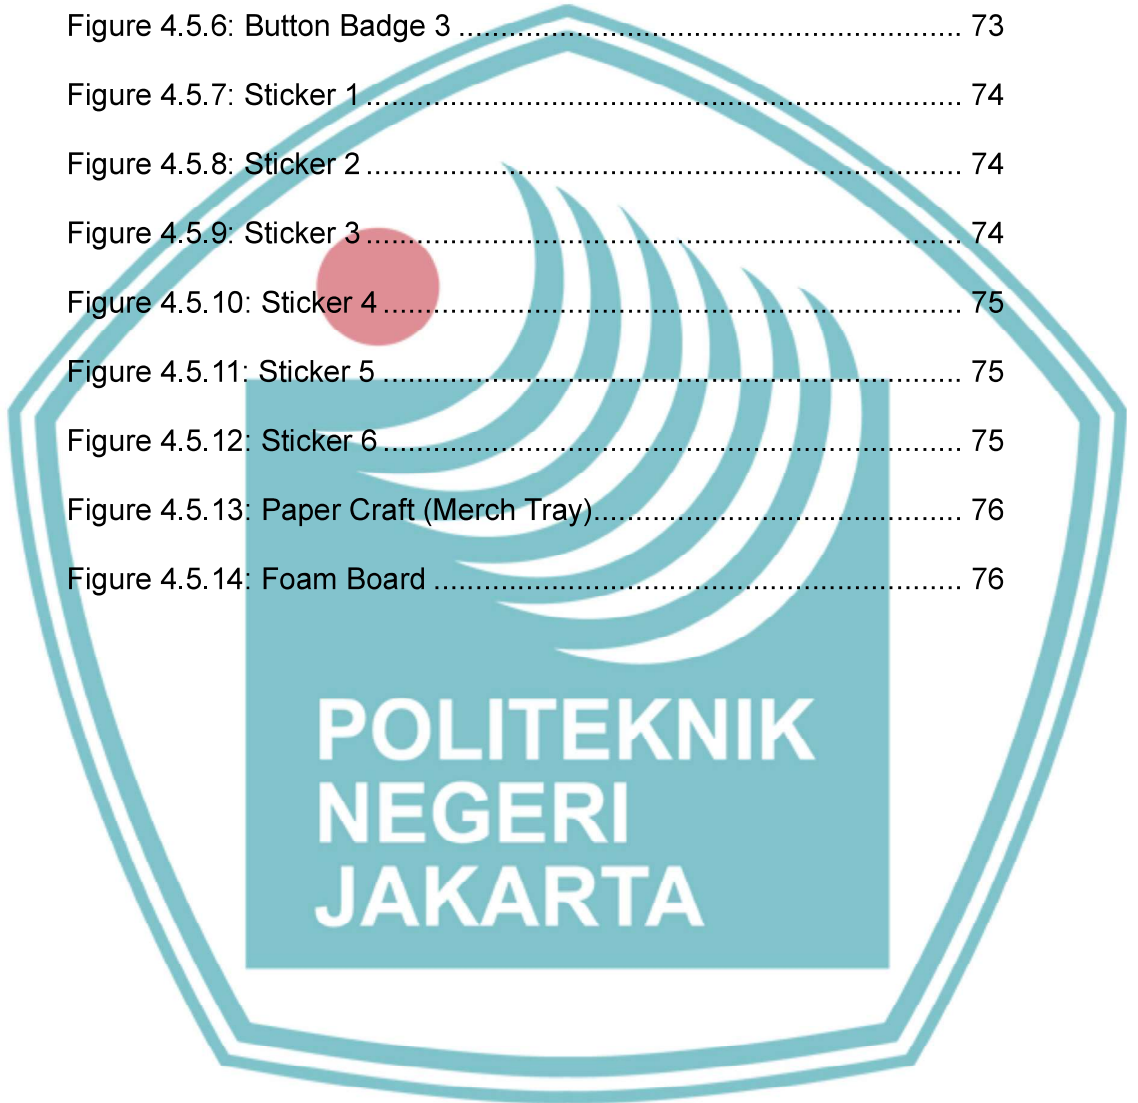 Figure 4.5.6: Button Badge 3 ............................................................ 73
Figure 4.5.7: Sticker 1 ....................................................................... 74
Figure 4.5.8: Sticker 2 ....................................................................... 74
Figure 4.5.9: Sticker 3 ....................................................................... 74
Figure 4.5.10: Sticker 4 ..................................................................... 75
Figure 4.5.11: Sticker 5 ..................................................................... 75
Figure 4.5.12: Sticker 6 ..................................................................... 75
Figure 4.5.13: Paper Craft (Merch Tray)............................................ 76
Figure 4.5.14: Foam Board ............................................................... 76
POLITEKNIK
NEGERI
JAKARTA